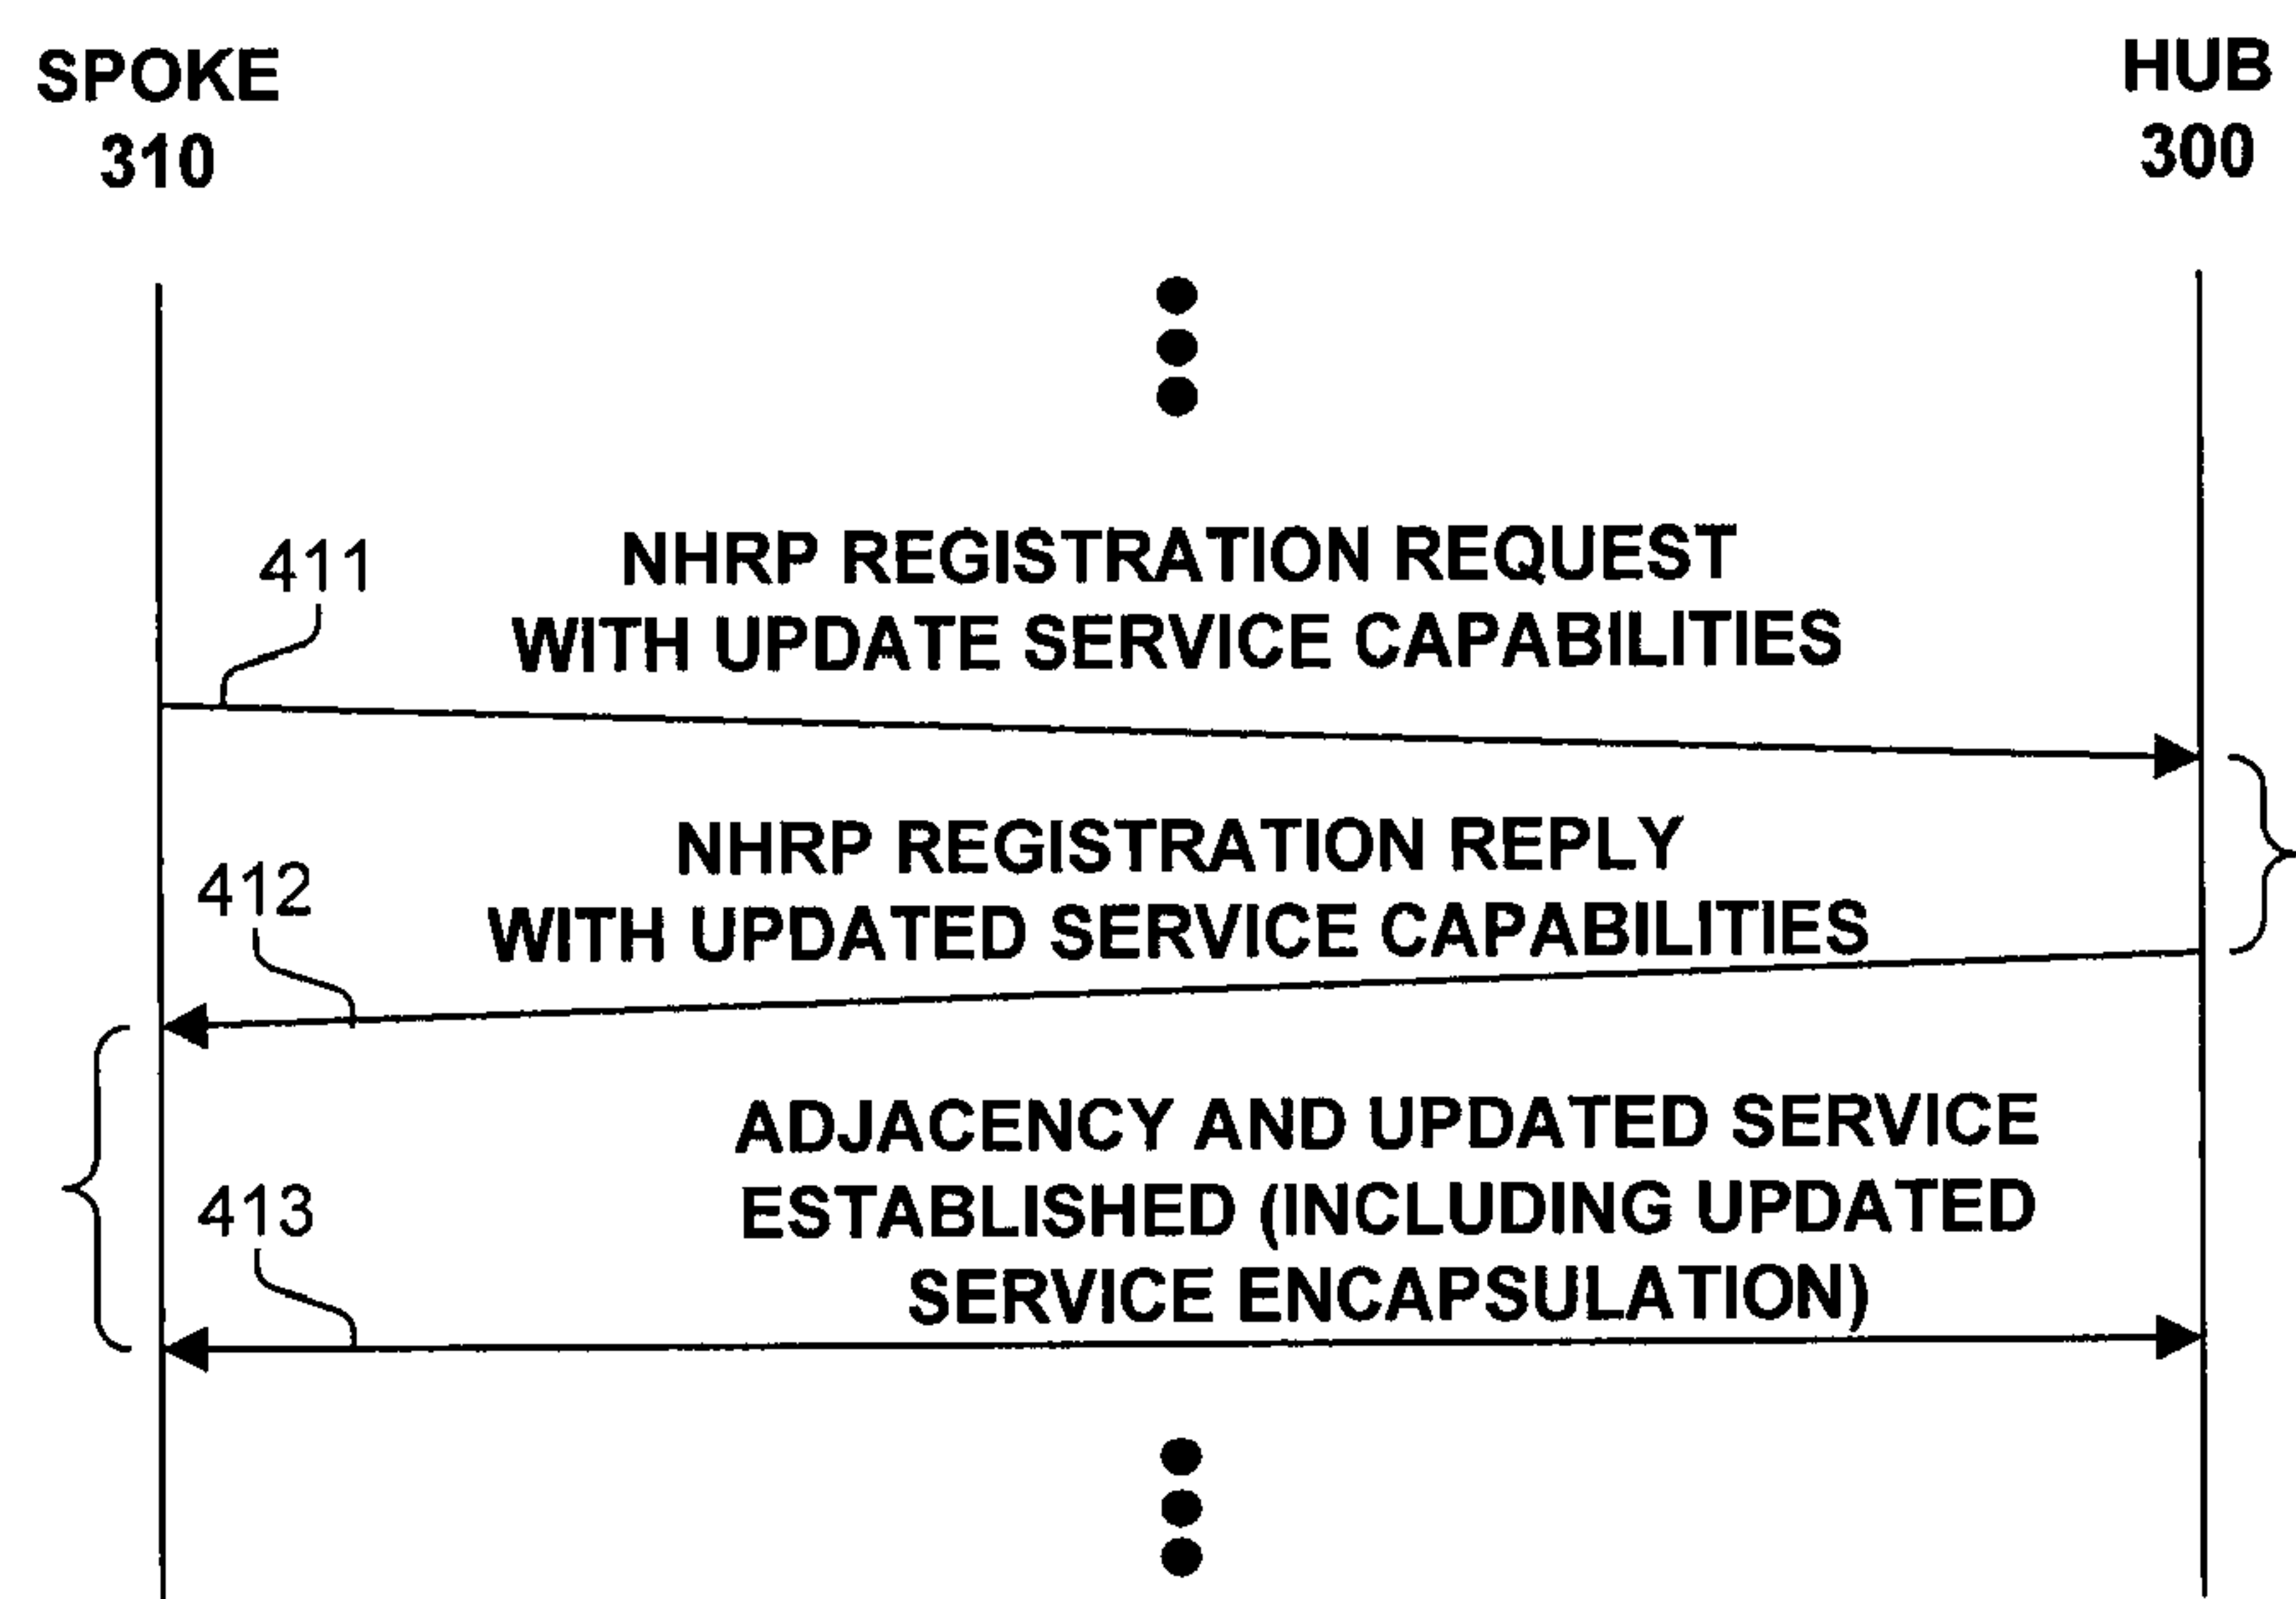 SPOKE
310
HUB
300
411
NHRP REGISTRATION REQUEST
WITH UPDATE SERVICE CAPABILITIES
412
NHRP REGISTRATION REPLY
WITH UPDATED SERVICE CAPABILITIES
413
ADJACENCY AND UPDATED SERVICE
ESTABLISHED (INCLUDING UPDATED
SERVICE ENCAPSULATION)